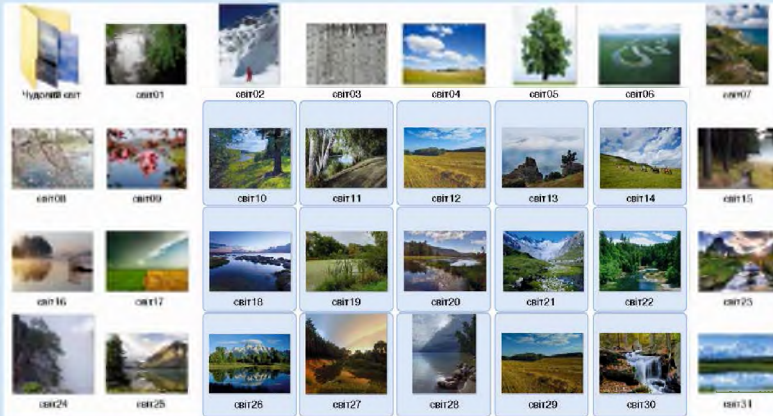 Чудовий світ світ01 світ02 світ03 світ04 світ05 світ06 світ07
світ08 світ09 світ10 світ11 світ12 світ13 світ14 світ15
світ16 світ17 світ18 світ19 світ20 світ21 світ22 світ23
світ24 світ25 світ26 світ27 світ28 світ29 світ30 світ31